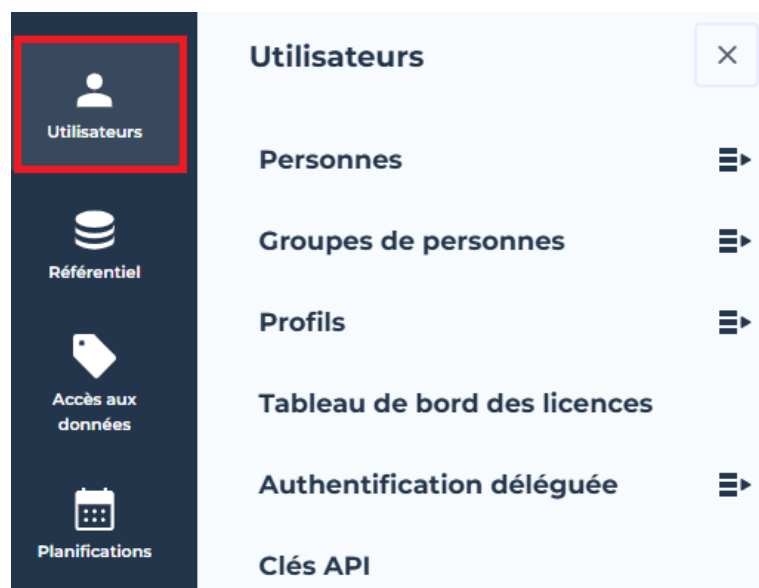 Utilisateurs
Référentiel
Accès aux
données
Planifications
Utilisateurs
Personnes
Groupes de personnes
Profils
Tableau de bord des licences
Authentification déléguée
Clés API